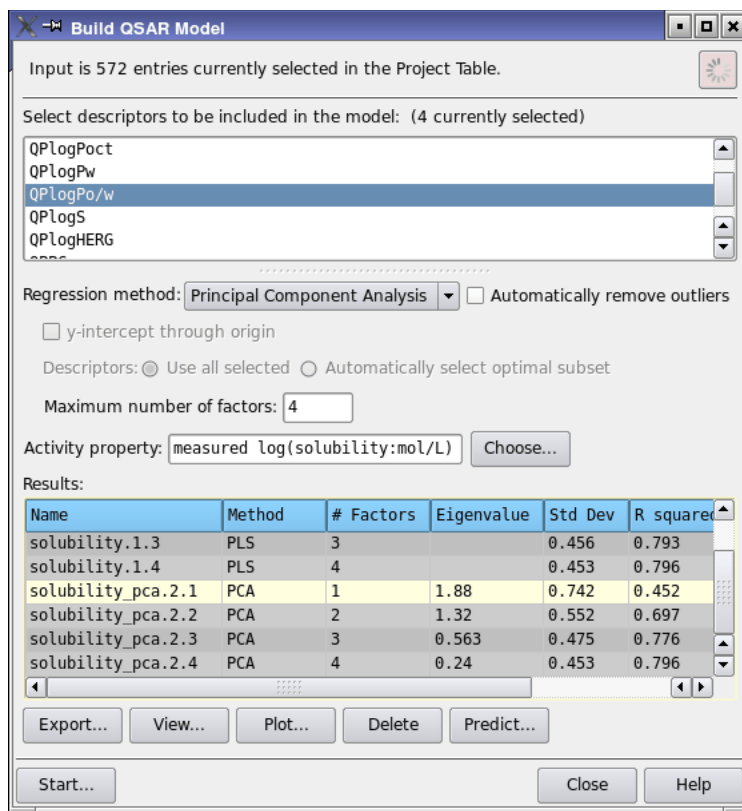 Build QSAR Model
Input is 572 entries currently selected in the Project Table.
Select descriptors to be included in the model: (4 currently selected)
QPlogPoct
QPlogPw
QPlogPo/w
QPlogS
QPlogHERG
Regression method: Principal Component Analysis Automatically remove outliers
y-intercept through origin
Descriptors: Use all selected Automatically select optimal subset
Maximum number of factors: 4
Activity property: measured log(solubility:mol/L) Choose...
Results:
Name Method # Factors Eigenvalue Std Dev R squared
solubility.1.3 PLS 3 0.456 0.793
solubility.1.4 PLS 4 0.453 0.796
solubility_pca.2.1 PCA 1 1.88 0.742 0.452
solubility_pca.2.2 PCA 2 1.32 0.552 0.697
solubility_pca.2.3 PCA 3 0.563 0.475 0.776
solubility_pca.2.4 PCA 4 0.24 0.453 0.796
Export... View... Plot... Delete Predict...
Start... Close Help